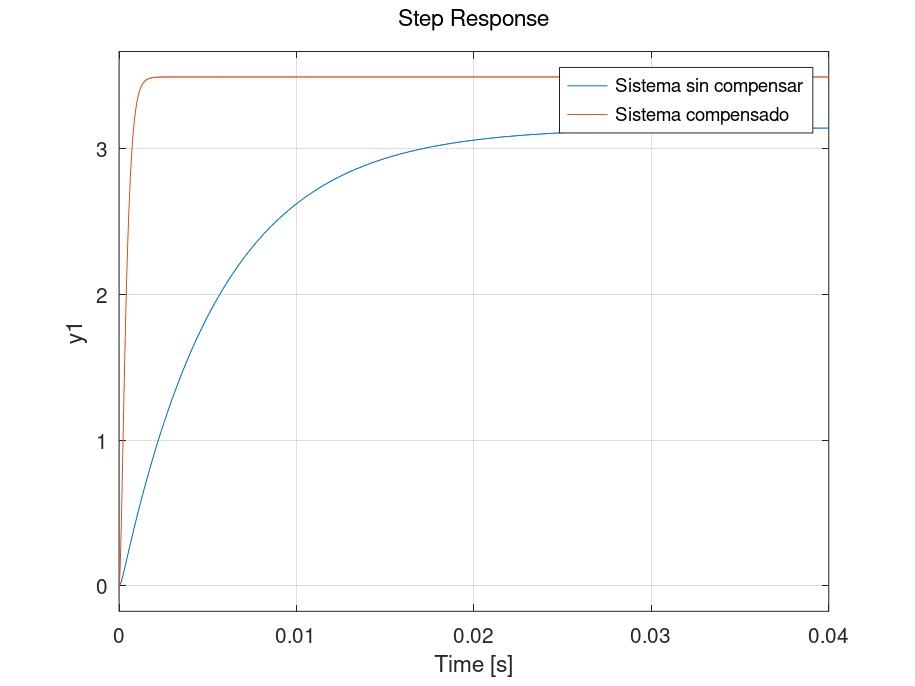 Step Response
Sistema sin compensar
Sistema compensado
y1
3
2
1
0
0 0.01 0.02 0.03 0.04
Time [s]